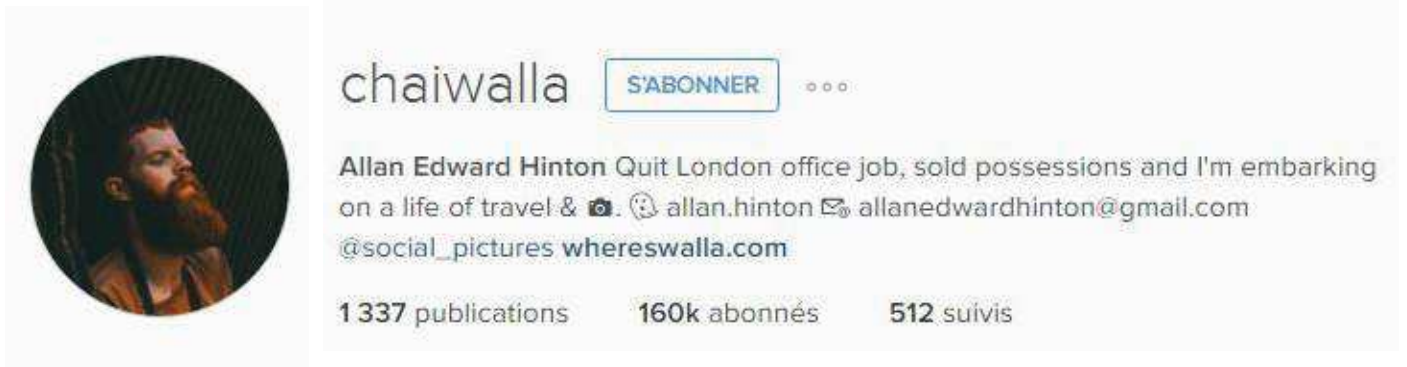 chaiwalla S'ABONNER
Allan Edward Hinton Quit London office job, sold possessions and I'm embarking
on a life of travel & 📷. 👻 allan.hinton 📩 allanedwardhinton@gmail.com
@social_pictures whereswalla.com
1 337 publications 160k abonnés 512 suivis